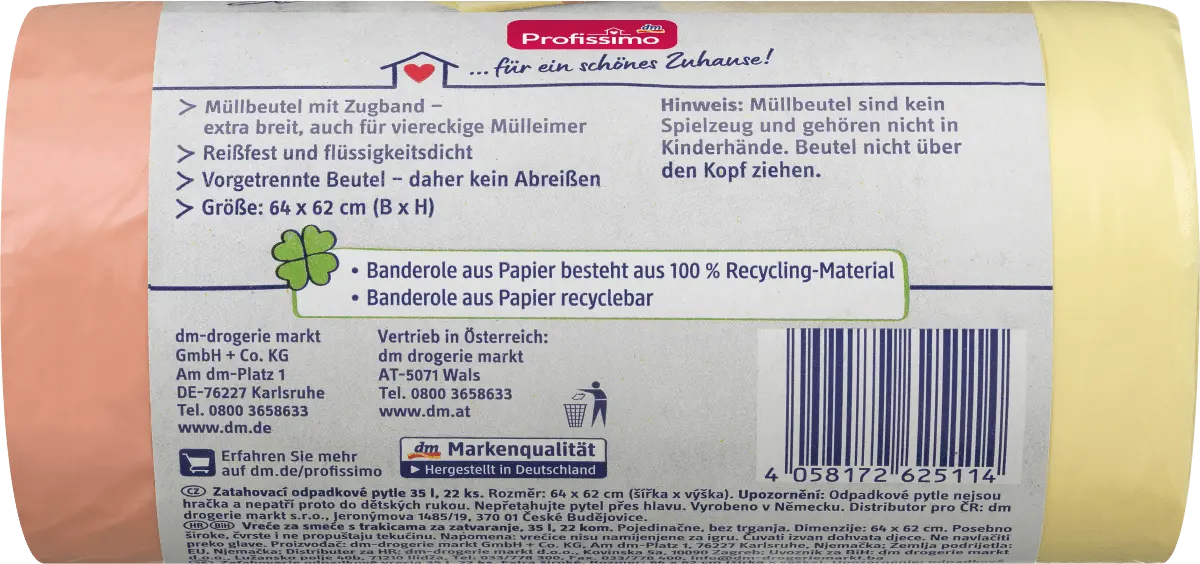 Profissimo dm
...für ein schönes Zuhause!
Müllbeutel mit Zugband –
extra breit, auch für viereckige Mülleimer
Reißfest und flüssigkeitsdicht
Vorgetrennte Beutel – daher kein Abreißen
Größe: 64 x 62 cm (B x H)
Hinweis: Müllbeutel sind kein
Spielzeug und gehören nicht in
Kinderhände. Beutel nicht über
den Kopf ziehen.
• Banderole aus Papier besteht aus 100 % Recycling-Material
• Banderole aus Papier recyclebar
dm-drogerie markt
GmbH + Co. KG
Am dm-Platz 1
DE-76227 Karlsruhe
Tel. 0800 3658633
www.dm.de
Vertrieb in Österreich:
dm drogerie markt
AT-5071 Wals
Tel. 0800 3658633
www.dm.at
Erfahren Sie mehr
auf dm.de/profissimo
dm Markenqualität
Hergestellt in Deutschland
4 058172 625114
CZ Zatahovací odpadkové pytle 35 l, 22 ks. Rozměr: 64 x 62 cm (šířka x výška). Upozornění: Odpadkové pytle nejsou
hračka a nepatří proto do dětských rukou. Nepřetahujte pytel přes hlavu. Vyrobeno v Německu. Distributor pro ČR: dm
drogerie markt s.r.o., Jeronýmova 1485/19, 370 01 České Budějovice.
HR BIH Vreće za smeće s trakicama za zatvaranje, 35 l, 22 kom. Pojedinačne, bez trganja. Dimenzije: 64 x 62 cm. Posebno
široke, čvrste i ne propuštaju tekućinu. Napomena: vrećice nisu namijenjene za igru. Čuvati izvan dohvata djece. Ne navlačiti
preko glave. Proizvođač: dm-drogerie markt GmbH + Co. KG, Am dm-Platz 1, 76227 Karlsruhe, Njemačka; Zemlja podrijetla:
EU, Njemačka; Distributer za HR: dm-drogerie markt d.o.o., Kovinska 5a, 10090 Zagreb; Uvoznik za BiH: dm drogerie markt